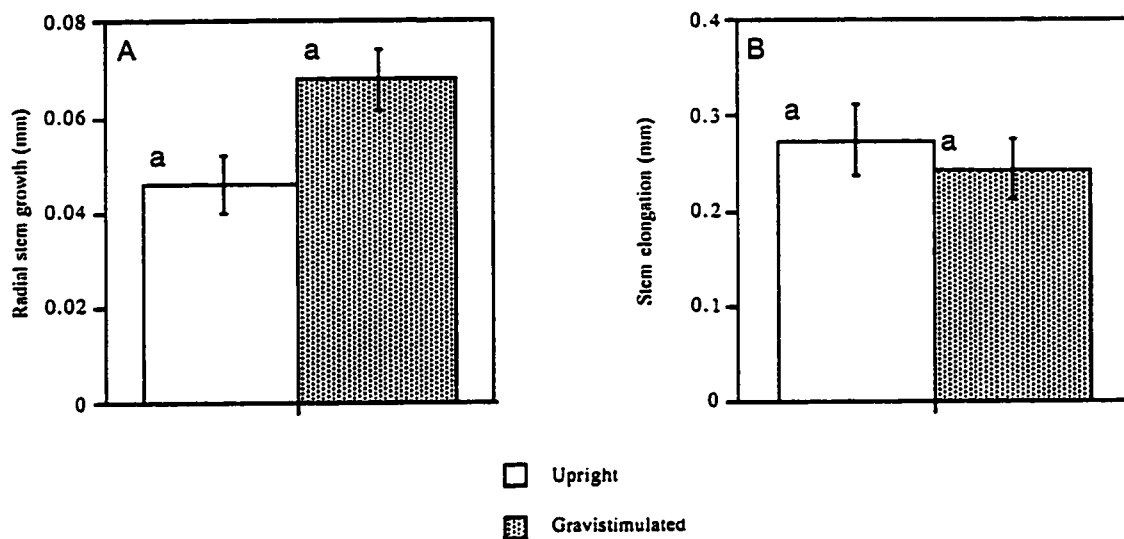 A
Radial stem growth (mm)
0.08
0.06
0.04
0.02
0
a
a
B
Stem elongation (mm)
0.4
0.3
0.2
0.1
0
a
a
Upright
Gravistimulated